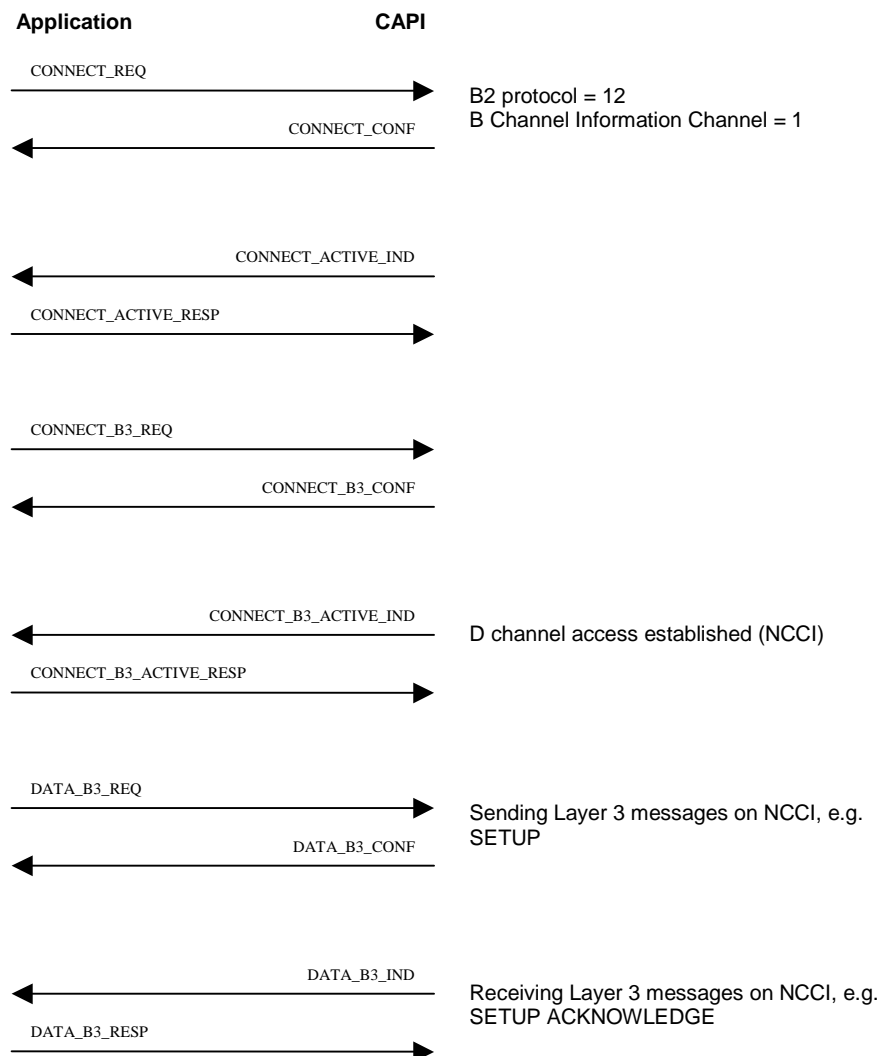 Application CAPI
CONNECT_REQ
B2 protocol = 12
B Channel Information Channel = 1
CONNECT_CONF
CONNECT_ACTIVE_IND
CONNECT_ACTIVE_RESP
CONNECT_B3_REQ
CONNECT_B3_CONF
CONNECT_B3_ACTIVE_IND
D channel access established (NCCI)
CONNECT_B3_ACTIVE_RESP
DATA_B3_REQ
Sending Layer 3 messages on NCCI, e.g.
SETUP
DATA_B3_CONF
DATA_B3_IND
Receiving Layer 3 messages on NCCI, e.g.
SETUP ACKNOWLEDGE
DATA_B3_RESP